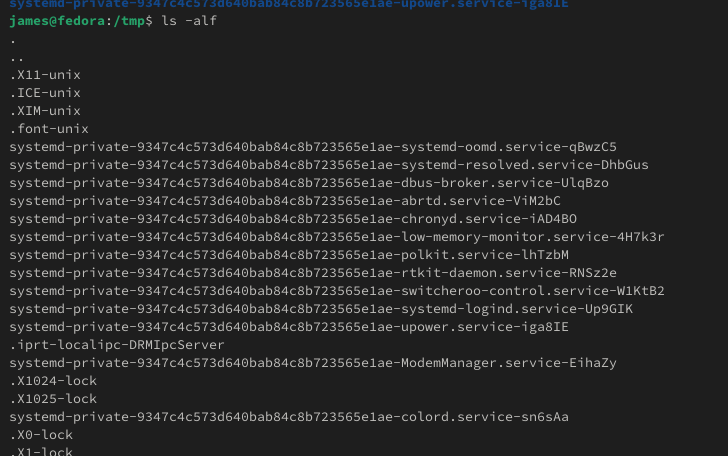 systemd-private-9347c4c573d640bab84c8b723565e1ae-upower.service-iga8IE
james@fedora:/tmp$ ls -alf
.
..
.X11-unix
.ICE-unix
.XIM-unix
.font-unix
systemd-private-9347c4c573d640bab84c8b723565e1ae-systemd-oomd.service-qBwzC5
systemd-private-9347c4c573d640bab84c8b723565e1ae-systemd-resolved.service-DhbGus
systemd-private-9347c4c573d640bab84c8b723565e1ae-dbus-broker.service-UlqBzo
systemd-private-9347c4c573d640bab84c8b723565e1ae-abrtd.service-ViM2bC
systemd-private-9347c4c573d640bab84c8b723565e1ae-chronyd.service-iAD4BO
systemd-private-9347c4c573d640bab84c8b723565e1ae-low-memory-monitor.service-4H7k3r
systemd-private-9347c4c573d640bab84c8b723565e1ae-polkit.service-lhTzbM
systemd-private-9347c4c573d640bab84c8b723565e1ae-rtkit-daemon.service-RNSz2e
systemd-private-9347c4c573d640bab84c8b723565e1ae-switcheroo-control.service-W1KtB2
systemd-private-9347c4c573d640bab84c8b723565e1ae-systemd-logind.service-Up9GIK
systemd-private-9347c4c573d640bab84c8b723565e1ae-upower.service-iga8IE
.iprt-localipc-DRMIpcServer
systemd-private-9347c4c573d640bab84c8b723565e1ae-ModemManager.service-EihaZy
.X1024-lock
.X1025-lock
systemd-private-9347c4c573d640bab84c8b723565e1ae-colord.service-sn6sAa
.X0-lock
.X1-lock